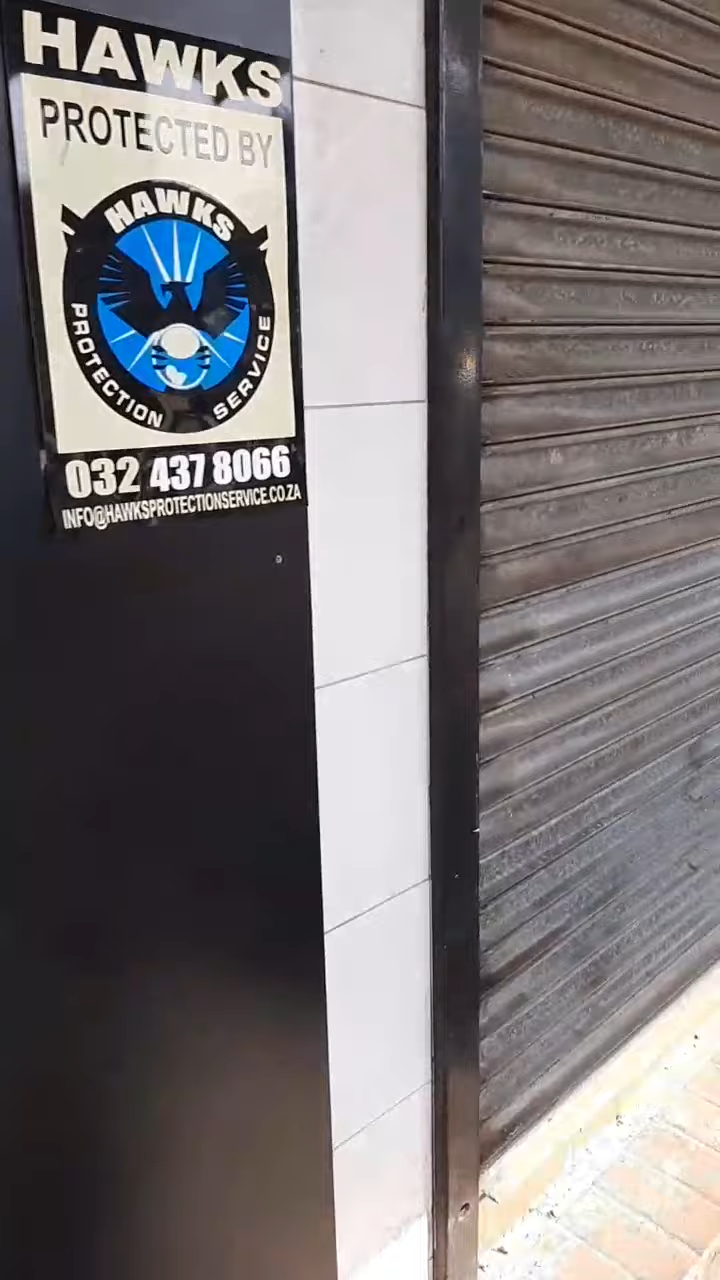 HAWKS
PROTECTED BY
HAWKS
PROTECTION SERVICE
032 437 8066
INFO@HAWKSPROTECTIONSERVICE.CO.ZA